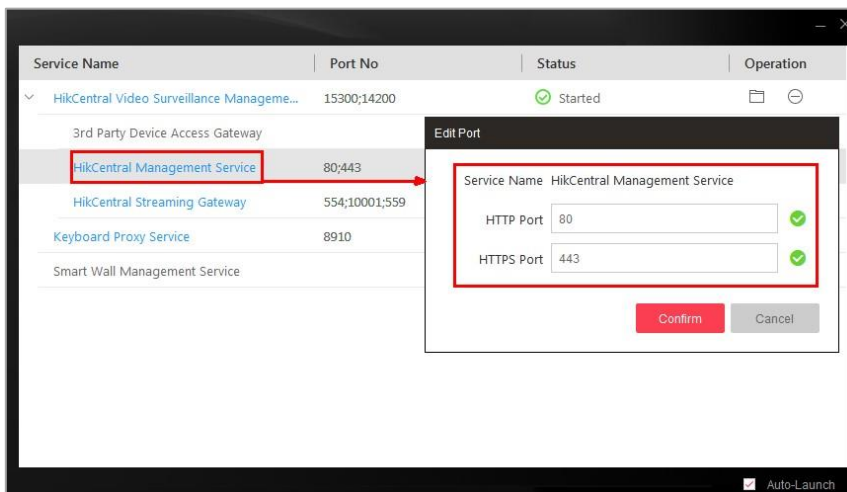 Service Name Port No Status Operation
HikCentral Video Surveillance Manageme... 15300;14200 Started
3rd Party Device Access Gateway
Edit Port
HikCentral Management Service 80;443
Service Name HikCentral Management Service
HTTP Port 80
HikCentral Streaming Gateway 554;10001;559
HTTPS Port 443
Keyboard Proxy Service 8910
Smart Wall Management Service
Confirm Cancel
Auto-Launch